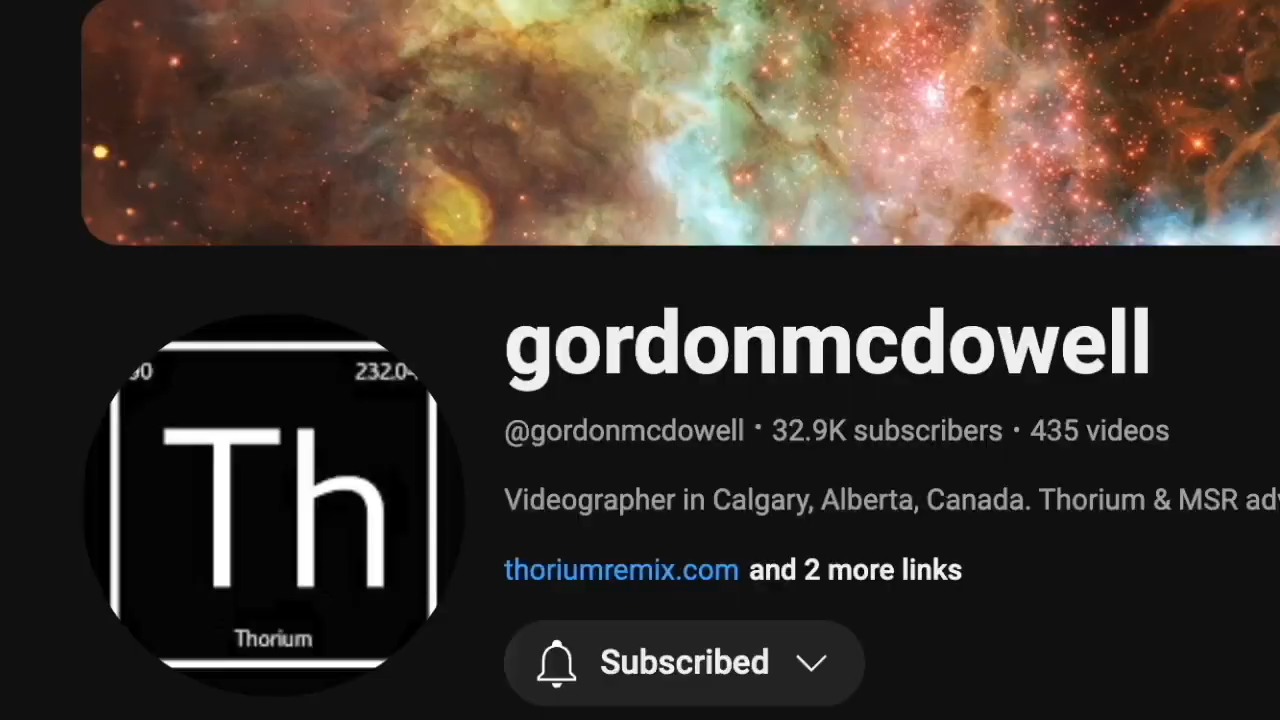 gordonmcdowell
@gordonmcdowell · 32.9K subscribers · 435 videos
Videographer in Calgary, Alberta, Canada. Thorium & MSR
thoriumremix.com and 2 more links
Subscribed
90 232.04
Th
Thorium